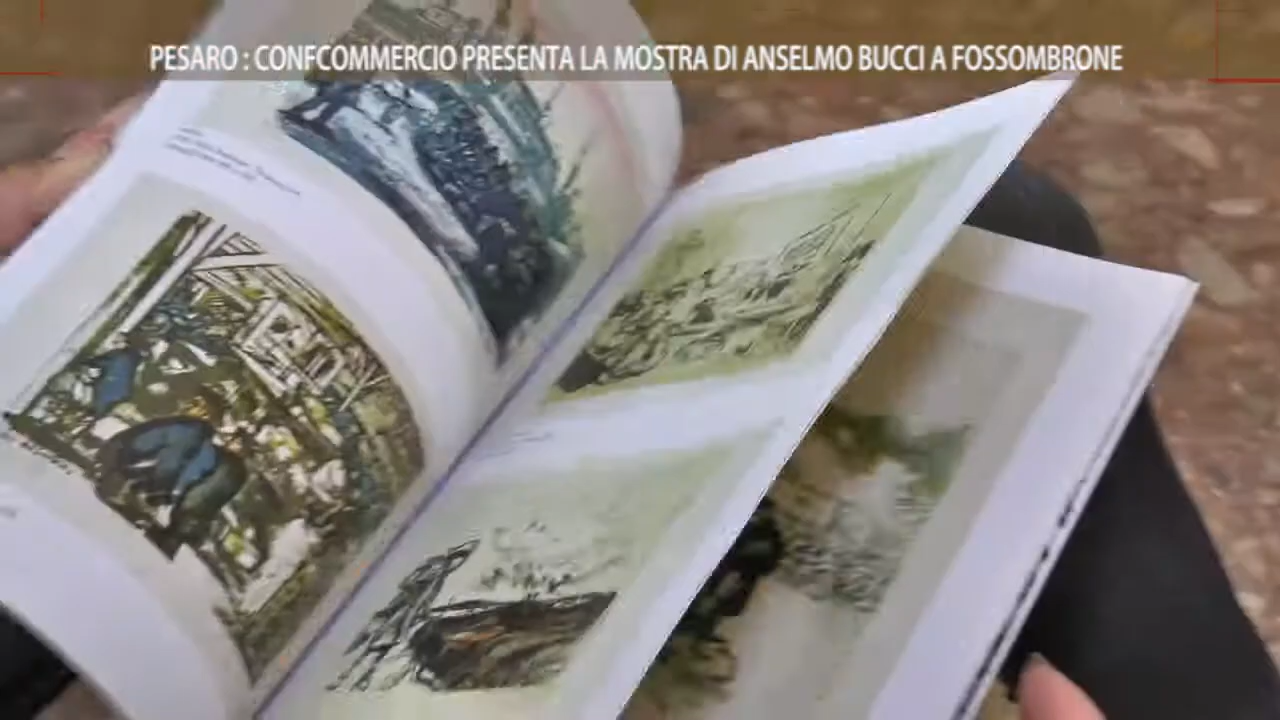 PESARO : CONFCOMMERCIO PRESENTA LA MOSTRA DI ANSELMO BUCCI A FOSSOMBRONE